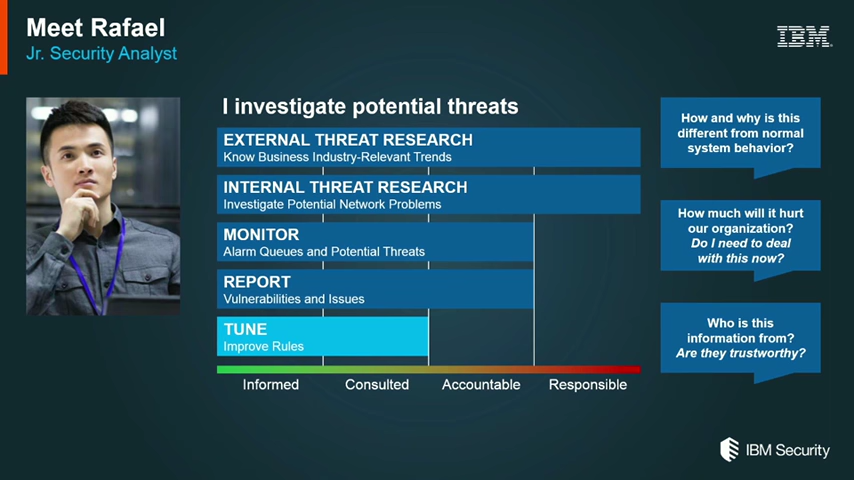 Meet Rafael
Jr. Security Analyst
IBM
I investigate potential threats
EXTERNAL THREAT RESEARCH
Know Business Industry-Relevant Trends
INTERNAL THREAT RESEARCH
Investigate Potential Network Problems
MONITOR
Alarm Queues and Potential Threats
REPORT
Vulnerabilities and Issues
TUNE
Improve Rules
Informed Consulted Accountable Responsible
How and why is this
different from normal
system behavior?
How much will it hurt
our organization?
Do I need to deal
with this now?
Who is this
information from?
Are they trustworthy?
IBM Security